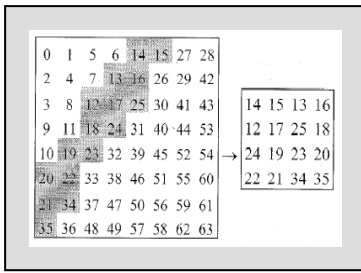 0 1 5 6 14 15 27 28
2 4 7 13 16 26 29 42
3 8 12 17 25 30 41 43
9 11 18 24 31 40 44 53
10 19 23 32 39 45 52 54
20 22 33 38 46 51 55 60
21 34 37 47 50 56 59 61
35 36 48 49 57 58 62 63
→
14 15 13 16
12 17 25 18
24 19 23 20
22 21 34 35